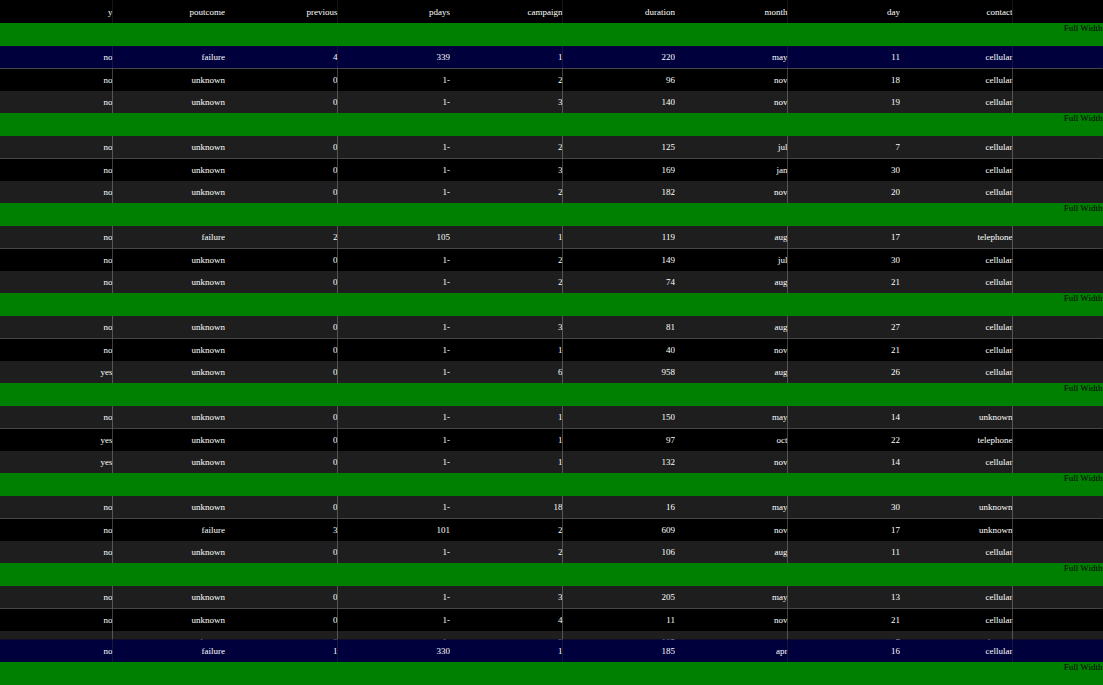 y poutcome previous pdays campaign duration month day contact
Full Width
no failure 4 339 1 220 may 11 cellular
no unknown 0 1- 2 96 nov 18 cellular
no unknown 0 1- 3 140 nov 19 cellular
Full Width
no unknown 0 1- 2 125 jul 7 cellular
no unknown 0 1- 3 169 jan 30 cellular
no unknown 0 1- 2 182 nov 20 cellular
Full Width
no failure 2 105 1 119 aug 17 telephone
no unknown 0 1- 2 149 jul 30 cellular
no unknown 0 1- 2 74 aug 21 cellular
Full Width
no unknown 0 1- 3 81 aug 27 cellular
no unknown 0 1- 1 40 nov 21 cellular
yes unknown 0 1- 6 958 aug 26 cellular
Full Width
no unknown 0 1- 1 150 may 14 unknown
yes unknown 0 1- 1 97 oct 22 telephone
yes unknown 0 1- 1 132 nov 14 cellular
Full Width
no unknown 0 1- 18 16 may 30 unknown
no failure 3 101 2 609 nov 17 unknown
no unknown 0 1- 2 106 aug 11 cellular
Full Width
no unknown 0 1- 3 205 may 13 cellular
no unknown 0 1- 4 11 nov 21 cellular
no failure 1 330 1 185 apr 16 cellular
Full Width